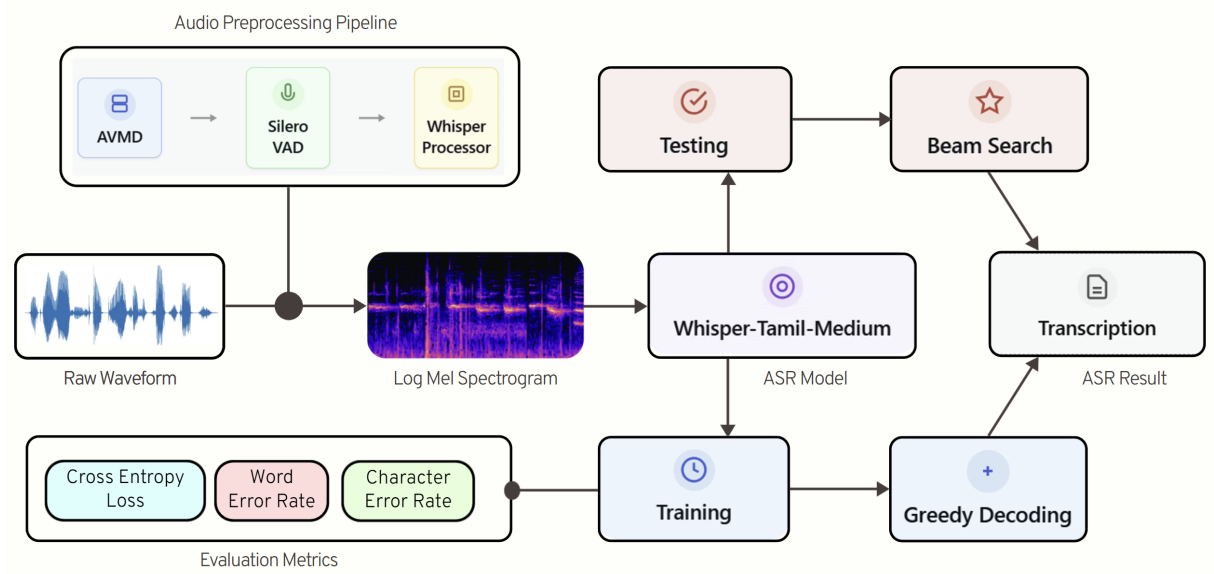 Audio Preprocessing Pipeline
AVMD
Silero
VAD
Whisper
Processor
Testing
Beam Search
Raw Waveform
Log Mel Spectrogram
Whisper-Tamil-Medium
ASR Model
Transcription
ASR Result
Cross Entropy
Loss
Word
Error Rate
Character
Error Rate
Evaluation Metrics
Training
Greedy Decoding